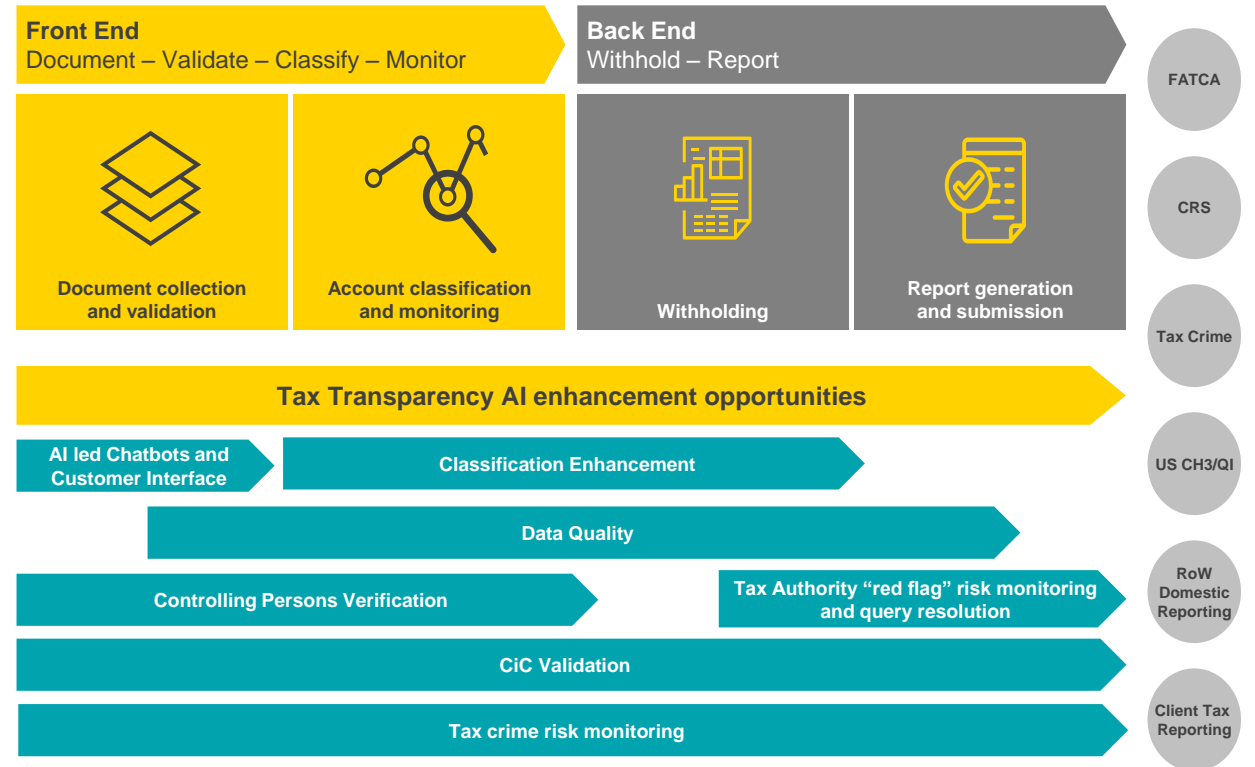 Front End
Document – Validate – Classify – Monitor
Back End
Withhold – Report
Document collection
and validation
Account classification
and monitoring
Withholding
Report generation
and submission
Tax Transparency AI enhancement opportunities
AI led Chatbots and
Customer Interface
Classification Enhancement
Data Quality
Controlling Persons Verification
Tax Authority “red flag” risk monitoring
and query resolution
CiC Validation
Tax crime risk monitoring
FATCA
CRS
Tax Crime
US CH3/QI
RoW
Domestic
Reporting
Client Tax
Reporting